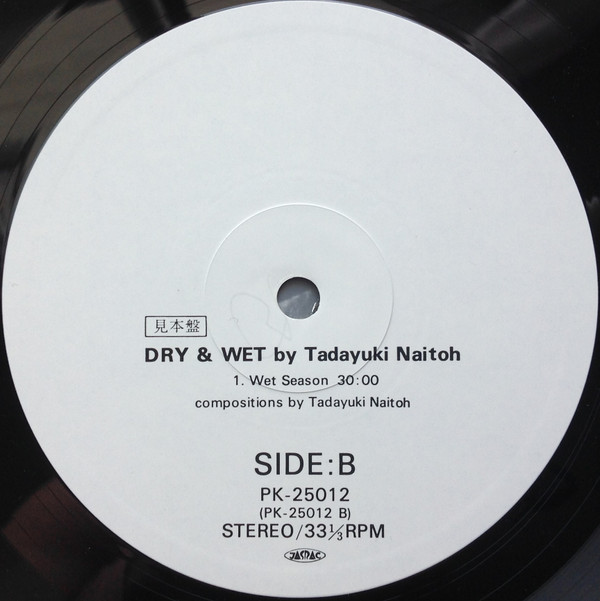 見本盤
DRY & WET by Tadayuki Naitoh
1. Wet Season 30:00
compositions by Tadayuki Naitoh
SIDE:B
PK-25012
(PK-25012 B)
STEREO/33⅓RPM
JASRAC